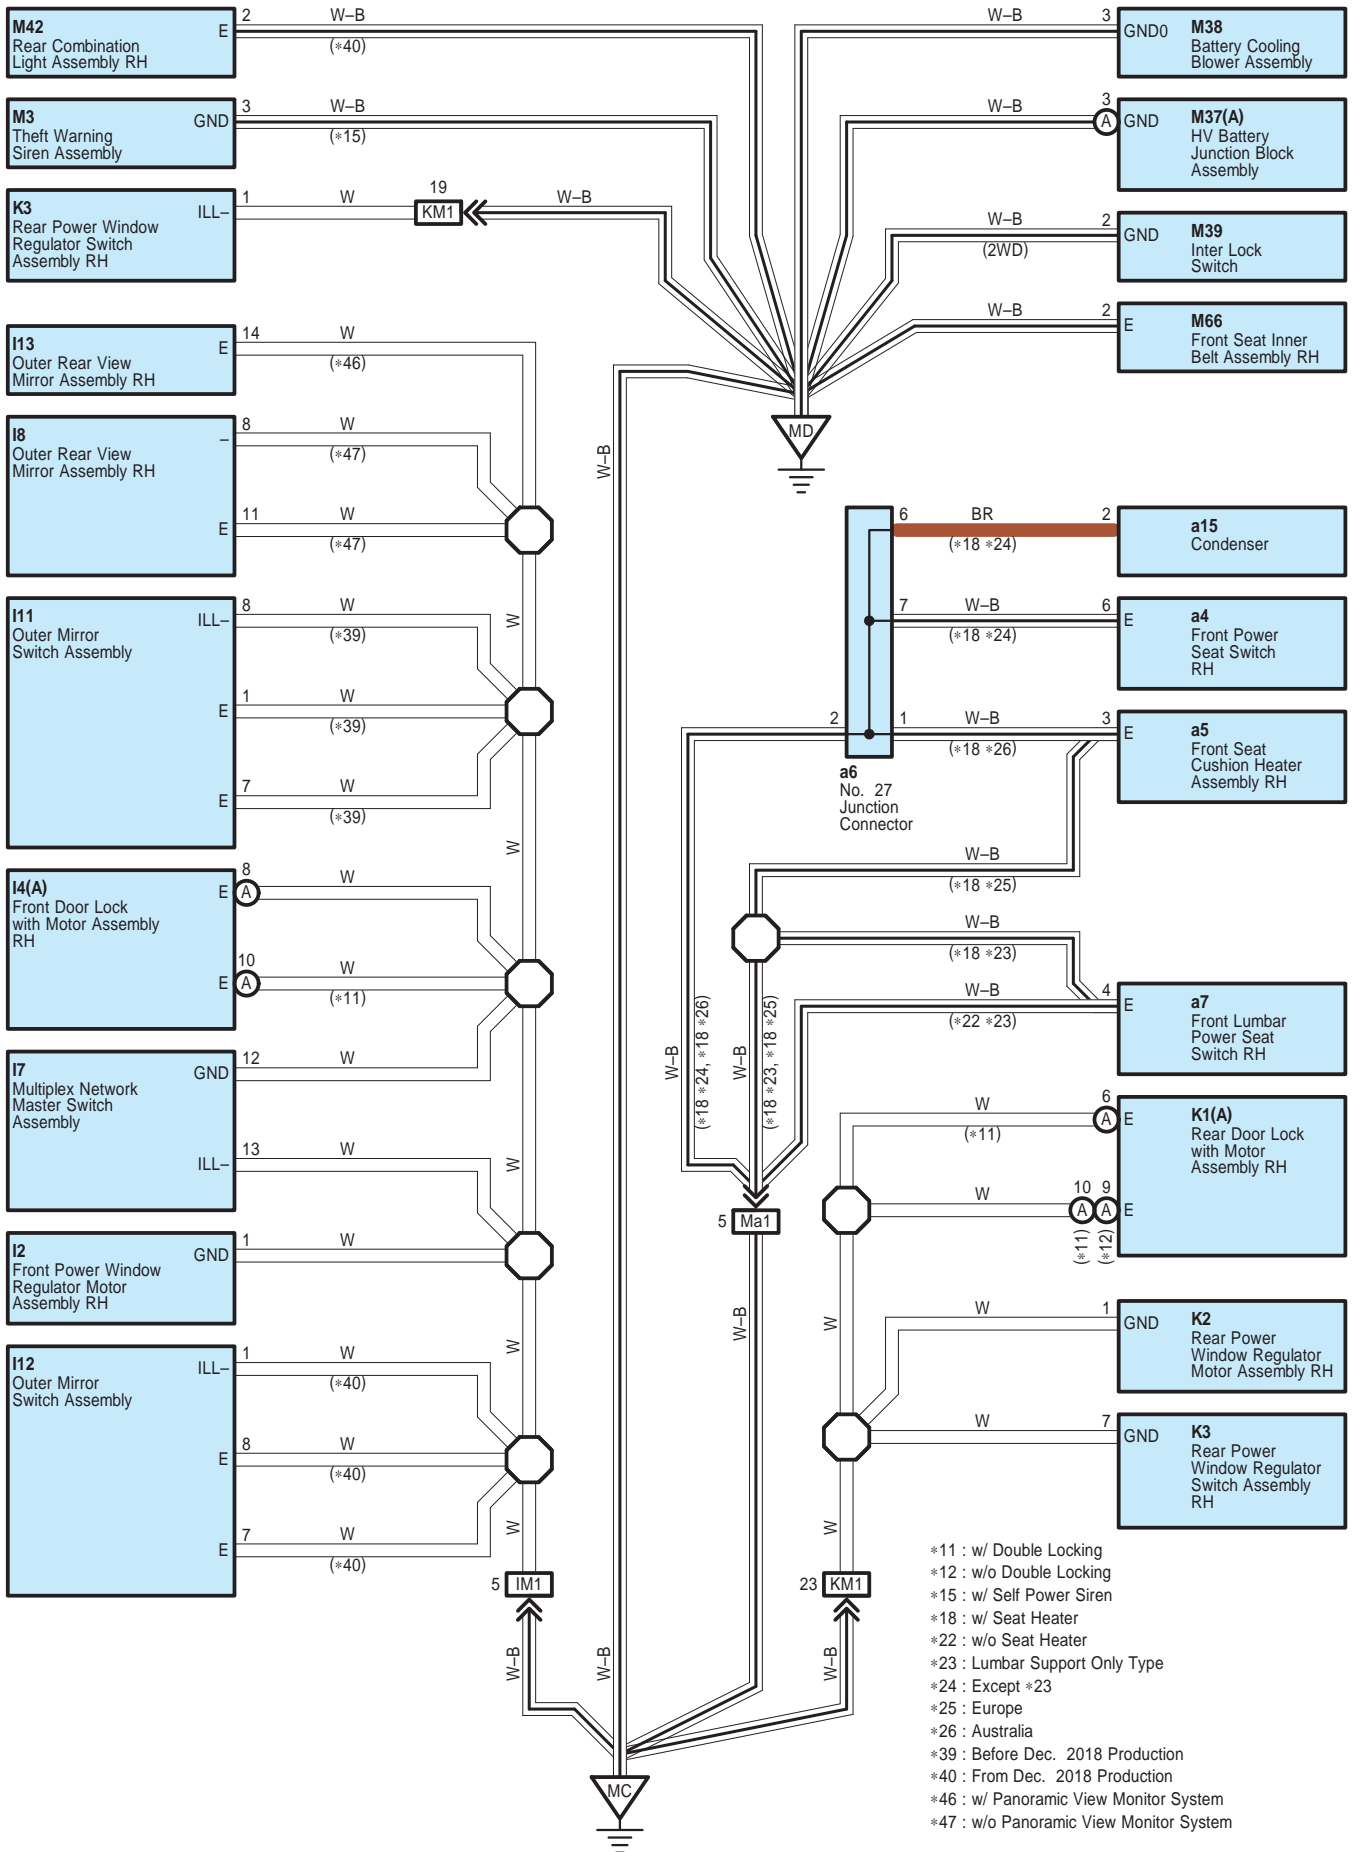 M42
Rear Combination
Light Assembly RH
E
2
W–B
(*40)
M3
Theft Warning
Siren Assembly
GND
3
W–B
(*15)
K3
Rear Power Window
Regulator Switch
Assembly RH
ILL–
1
W
19
KM1
W–B
I13
Outer Rear View
Mirror Assembly RH
E
14
W
(*46)
I8
Outer Rear View
Mirror Assembly RH
–
8
W
(*47)
E
11
W
(*47)
W
I11
Outer Mirror
Switch Assembly
ILL–
8
W
(*39)
E
1
W
(*39)
E
7
W
(*39)
W
I4(A)
Front Door Lock
with Motor Assembly
RH
E
8
A
W
E
10
A
W
(*11)
I7
Multiplex Network
Master Switch
Assembly
GND
12
W
ILL–
13
W
W
I2
Front Power Window
Regulator Motor
Assembly RH
GND
1
W
W
I12
Outer Mirror
Switch Assembly
ILL–
1
W
(*40)
E
8
W
(*40)
E
7
W
(*40)
W
5
IM1
W–B
W–B
W–B
MC
W–B
3
GND0
M38
Battery Cooling
Blower Assembly
W–B
3
A
GND
M37(A)
HV Battery
Junction Block
Assembly
W–B
(2WD)
2
GND
M39
Inter Lock
Switch
W–B
2
E
M66
Front Seat Inner
Belt Assembly RH
MD
6
BR
(*18 *24)
2
a15
Condenser
7
W–B
(*18 *24)
6
E
a4
Front Power
Seat Switch
RH
2
1
W–B
(*18 *26)
3
E
a5
Front Seat
Cushion Heater
Assembly RH
a6
No. 27
Junction
Connector
W–B
(*18 *25)
W–B
(*18 *23)
W–B
(*22 *23)
4
E
a7
Front Lumbar
Power Seat
Switch RH
W–B
(*18 *24, *18 *26)
W–B
(*18 *23, *18 *25)
5
Ma1
W–B
W
(*11)
6
A
E
K1(A)
Rear Door Lock
with Motor
Assembly RH
W
10
9
A
A
E
(*11)
(*12)
W
W
1
GND
K2
Rear Power
Window Regulator
Motor Assembly RH
W
7
GND
K3
Rear Power
Window Regulator
Switch Assembly
RH
W
23
KM1
W–B
*11 : w/ Double Locking
*12 : w/o Double Locking
*15 : w/ Self Power Siren
*18 : w/ Seat Heater
*22 : w/o Seat Heater
*23 : Lumbar Support Only Type
*24 : Except *23
*25 : Europe
*26 : Australia
*39 : Before Dec. 2018 Production
*40 : From Dec. 2018 Production
*46 : w/ Panoramic View Monitor System
*47 : w/o Panoramic View Monitor System